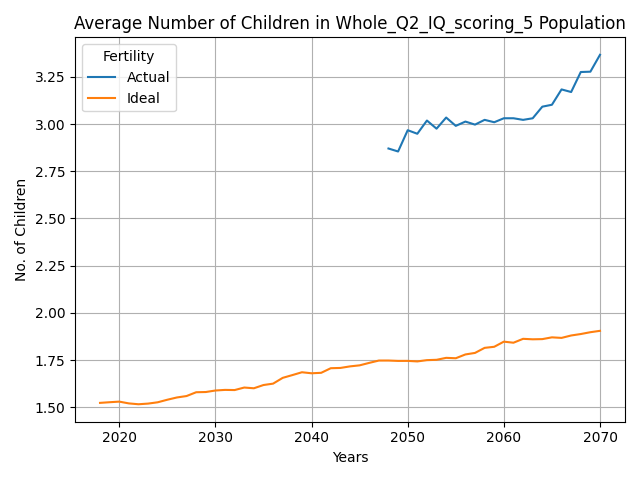 Average Number of Children in Whole_Q2_IQ_scoring_5 Population
Fertility
Actual
Ideal
No. of Children
3.25
3.00
2.75
2.50
2.25
2.00
1.75
1.50
2020 2030 2040 2050 2060 2070
Years